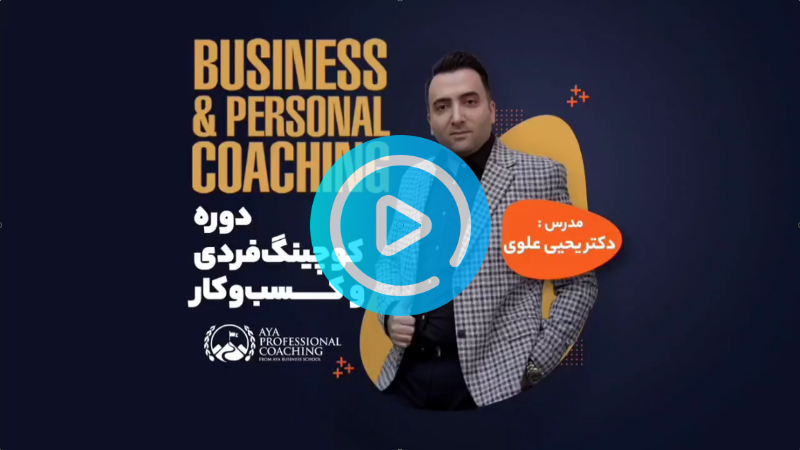 BUSINESS
& PERSONAL
COACHING
دوره
کوچینگ‌فردی
و کسب‌و‌کار
مدرس :
دکتر یحیی علوی
AYA
PROFESSIONAL
COACHING
FROM AYA BUSINESS SCHOOL